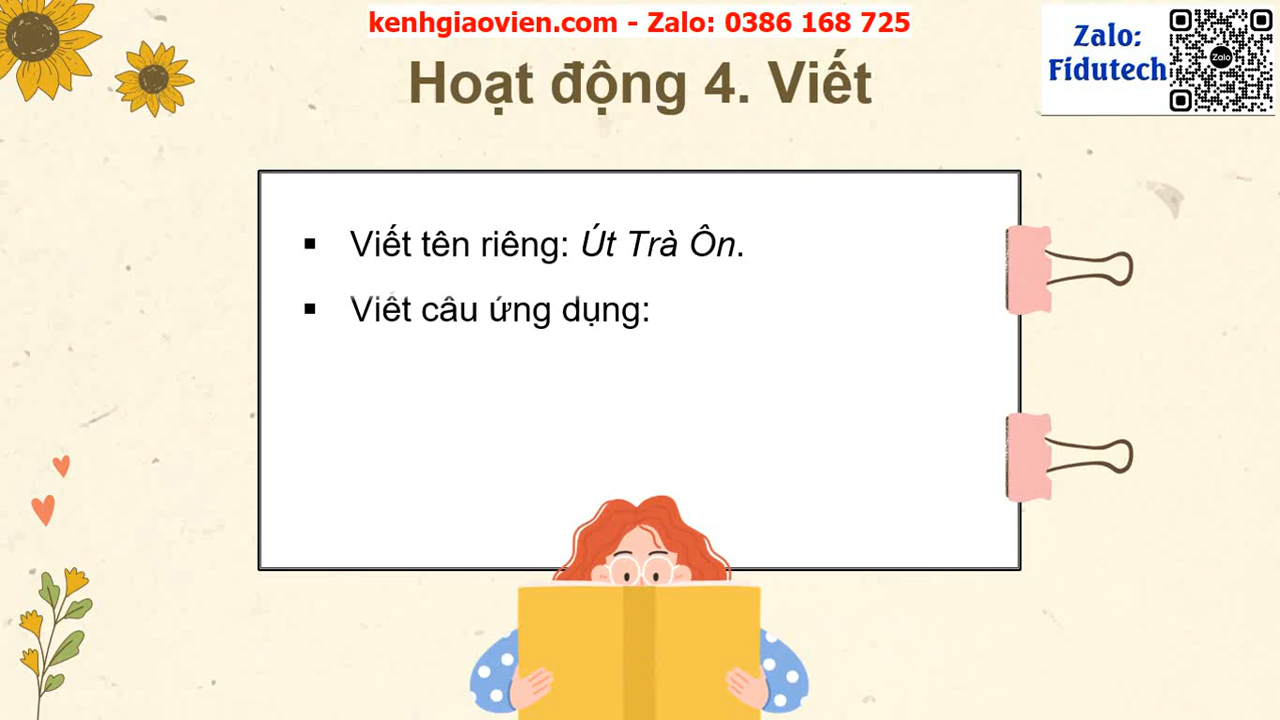 kenhgiaovien.com - Zalo: 0386 168 725
Zalo:
Fidutech
Zalo
Hoạt động 4. Viết
▪ Viết tên riêng: Út Trà Ôn.
▪ Viết câu ứng dụng: